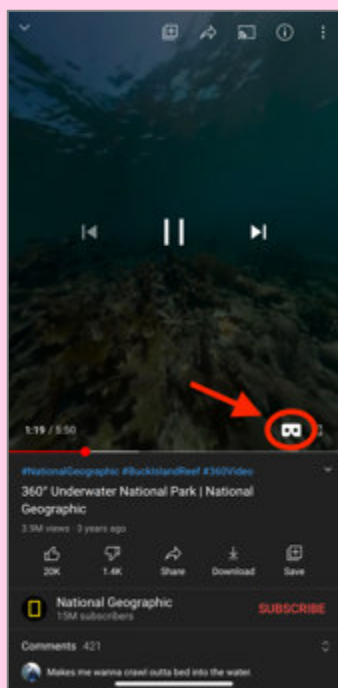 1:19 / 5:50
#NationalGeographic #BuckIslandReef #360Video
360° Underwater National Park | National
Geographic
3.9M views · 3 years ago
20K
1.4K
Share
Download
Save
National Geographic
15M subscribers
SUBSCRIBE
Comments 421
Makes me wanna crawl outta bed into the water.